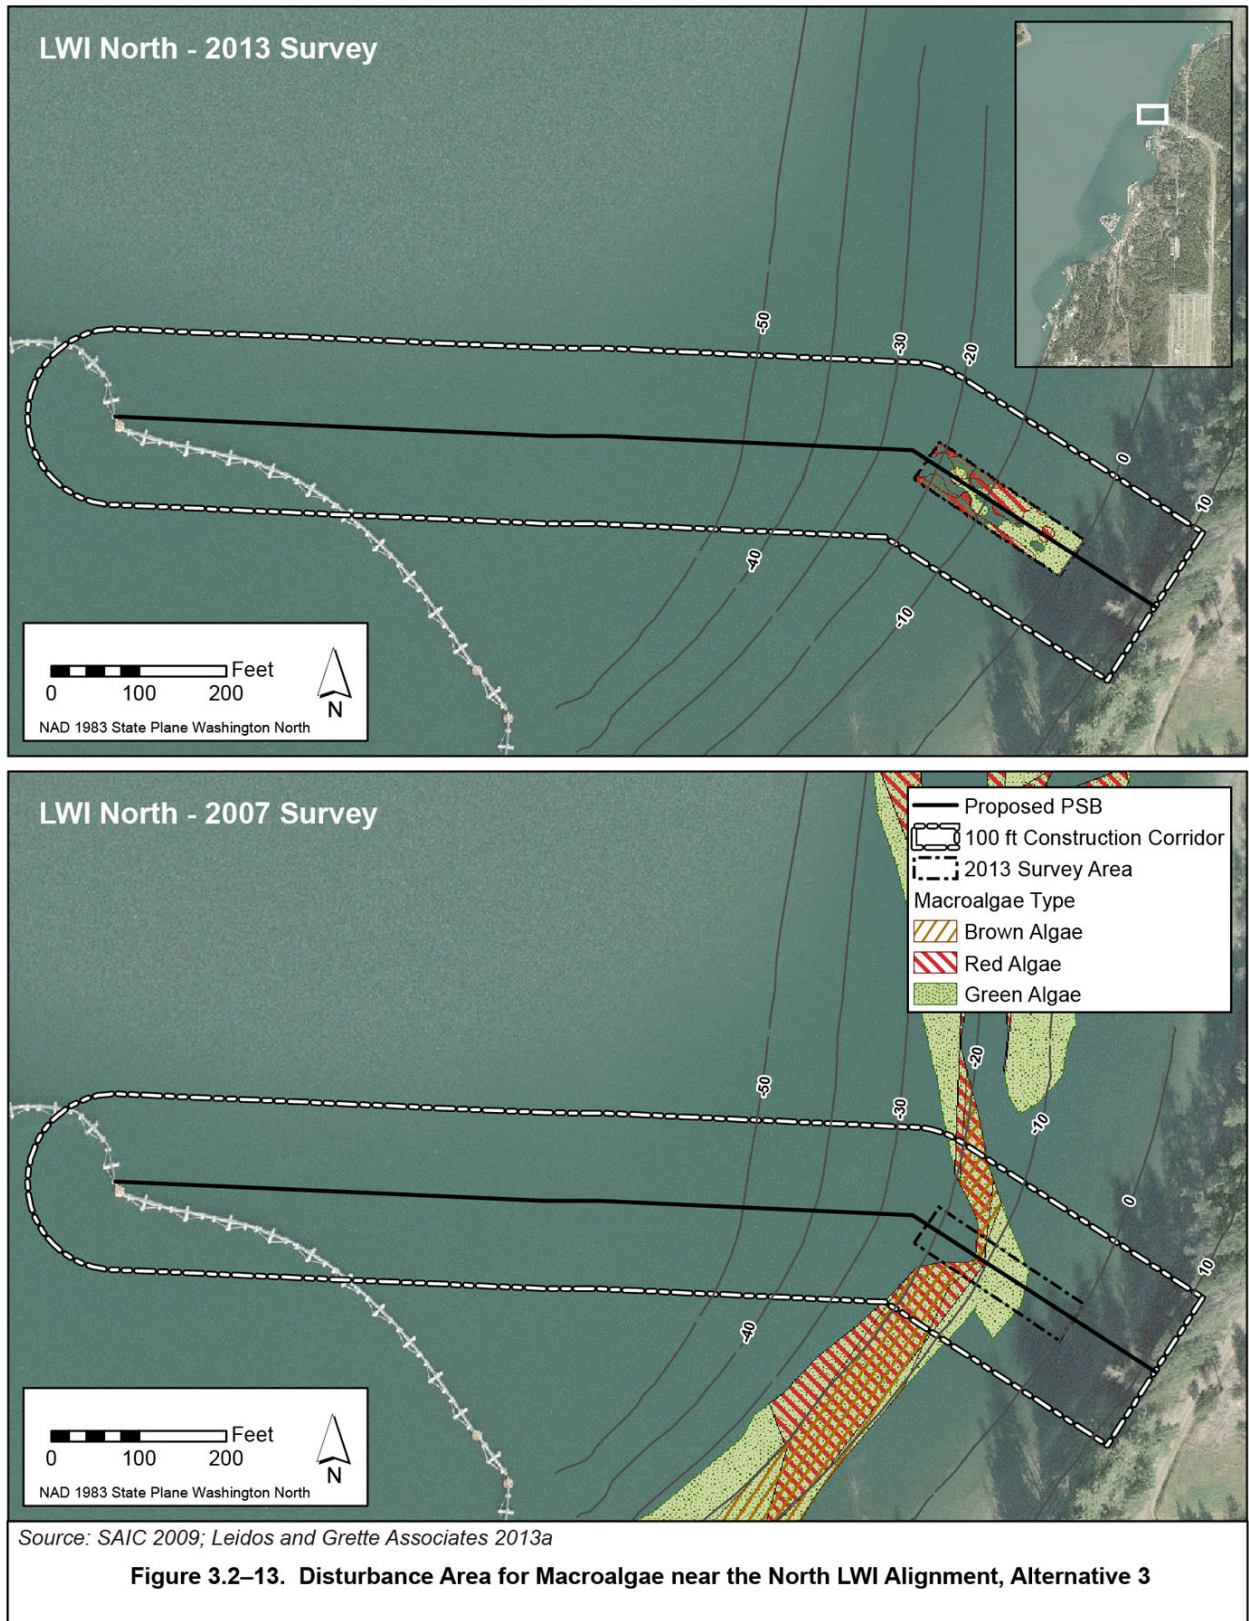 LWI North - 2013 Survey
-50
-30
-20
0
10
-40
-10
Feet
0 100 200
N
NAD 1983 State Plane Washington North
LWI North - 2007 Survey
Proposed PSB
100 ft Construction Corridor
2013 Survey Area
Macroalgae Type
Brown Algae
Red Algae
Green Algae
-20
-50
-30
-10
0
10
-40
Feet
0 100 200
N
NAD 1983 State Plane Washington North
Source: SAIC 2009; Leidos and Grette Associates 2013a
Figure 3.2–13. Disturbance Area for Macroalgae near the North LWI Alignment, Alternative 3